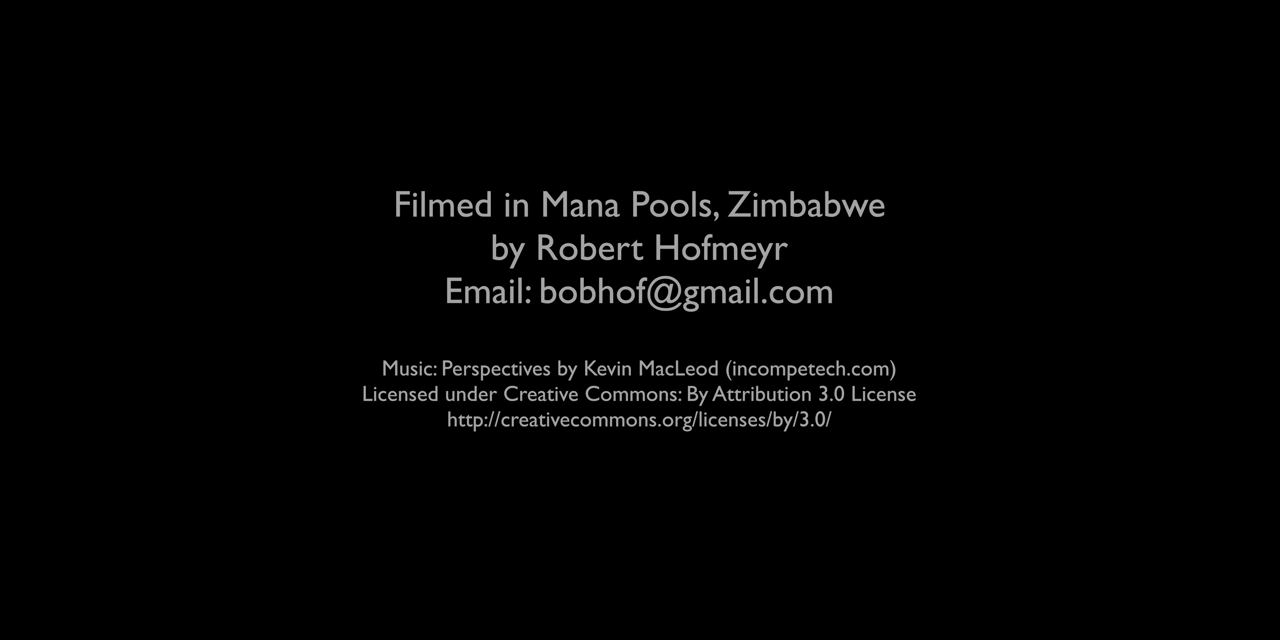 Filmed in Mana Pools, Zimbabwe
by Robert Hofmeyr
Email: bobhof@gmail.com
Music: Perspectives by Kevin MacLeod (incompetech.com)
Licensed under Creative Commons: By Attribution 3.0 License
http://creativecommons.org/licenses/by/3.0/